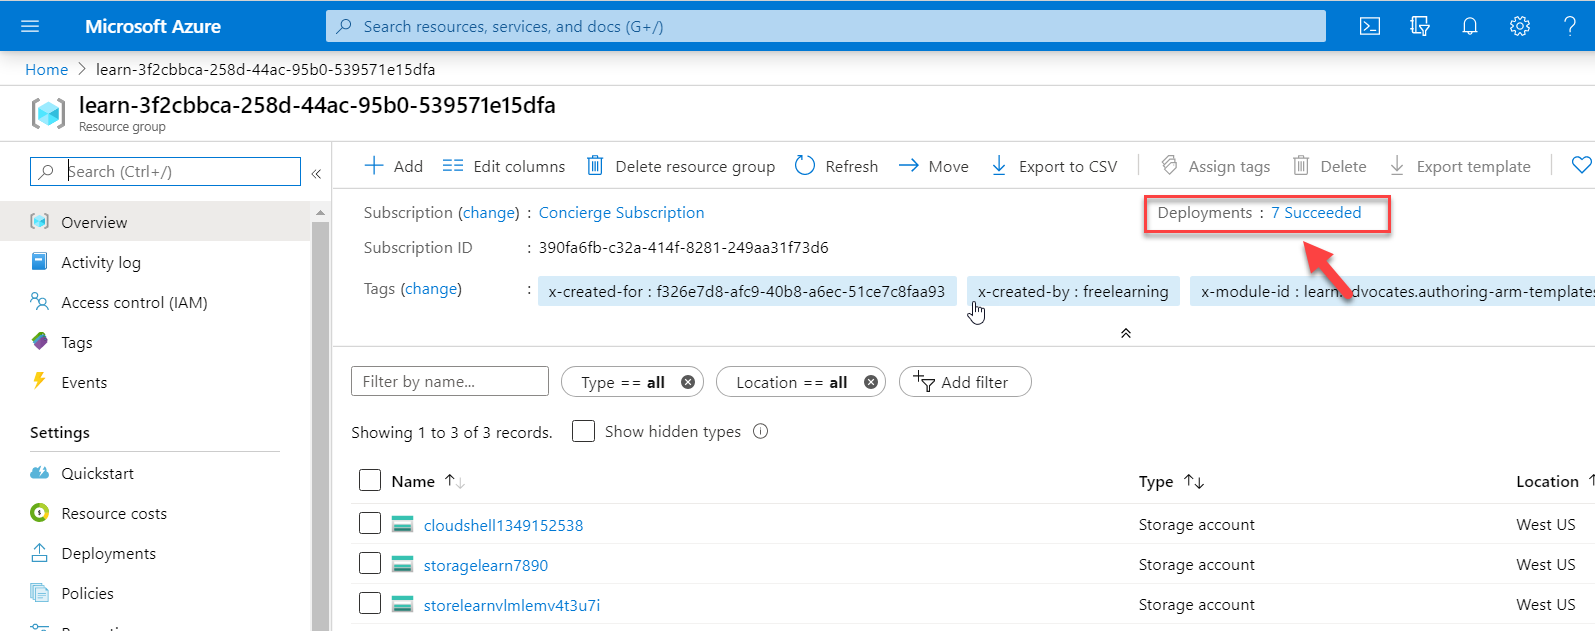 Microsoft Azure
Search resources, services, and docs (G+/)
?
Home > learn-3f2cbbca-258d-44ac-95b0-539571e15dfa
learn-3f2cbbca-258d-44ac-95b0-539571e15dfa
Resource group
Search (Ctrl+/)
«
Add
Edit columns
Delete resource group
Refresh
Move
Export to CSV
Assign tags
Delete
Export template
Overview
Activity log
Access control (IAM)
Tags
Events
Settings
Quickstart
Resource costs
Deployments
Policies
Subscription (change) : Concierge Subscription
Deployments : 7 Succeeded
Subscription ID : 390fa6fb-c32a-414f-8281-249aa31f73d6
Tags (change) : x-created-for : f326e7d8-afc9-40b8-a6ec-51ce7c8faa93 x-created-by : freelearning x-module-id : learn.advocates.authoring-arm-templates
Filter by name...
Type == all
Location == all
Add filter
Showing 1 to 3 of 3 records.
Show hidden types
Name ↑↓ Type ↑↓ Location ↑
cloudshell1349152538 Storage account West US
storagelearn7890 Storage account West US
storelearnvlmlemv4t3u7i Storage account West US